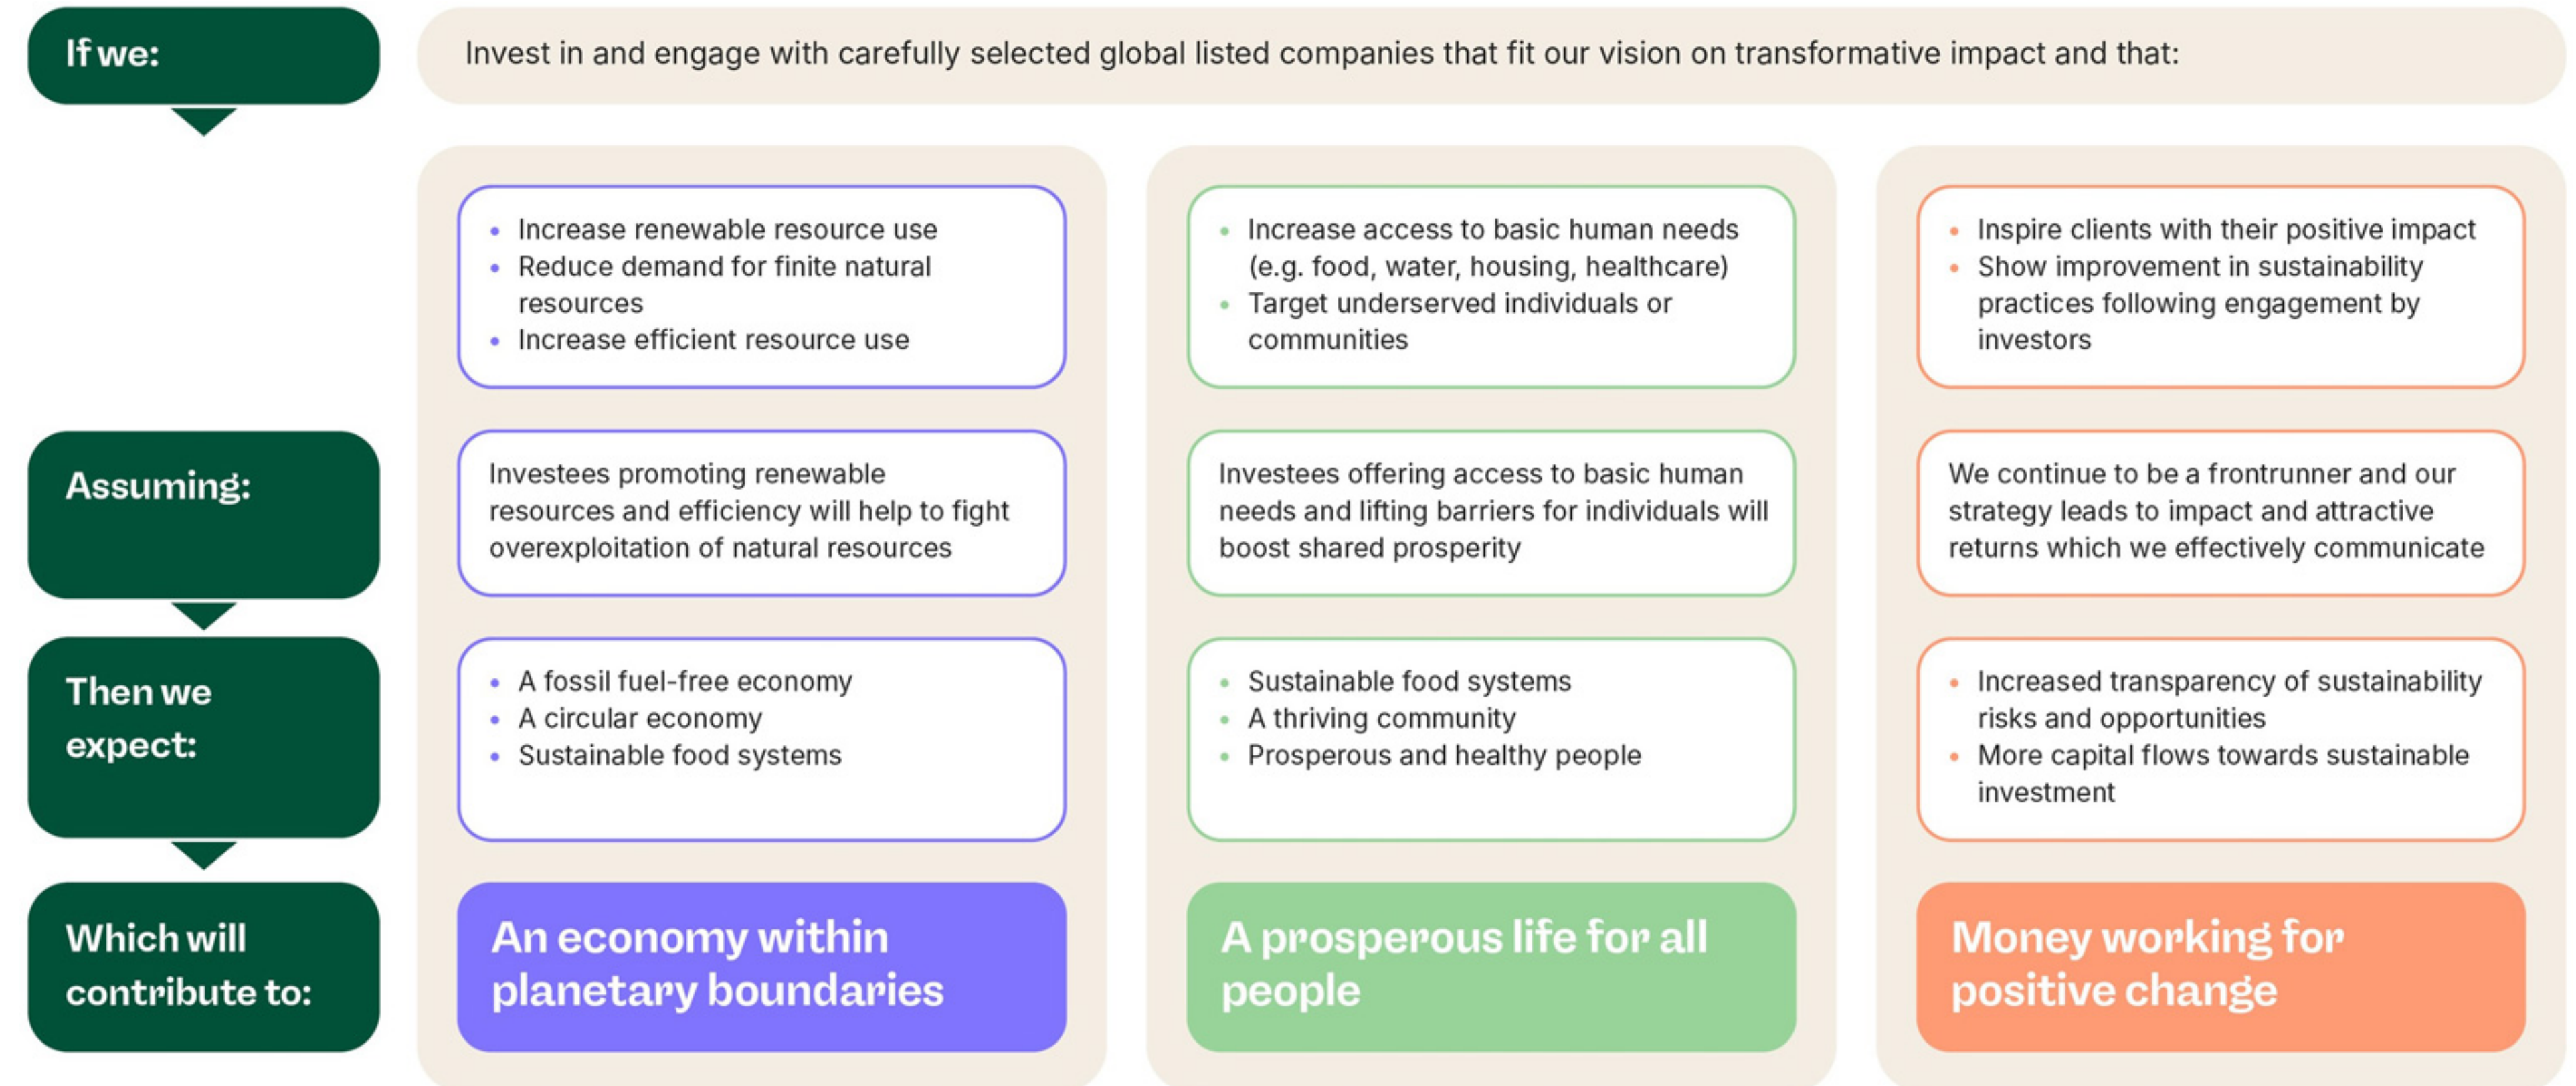 If we:
Invest in and engage with carefully selected global listed companies that fit our vision on transformative impact and that:
• Increase renewable resource use
• Reduce demand for finite natural
resources
• Increase efficient resource use
• Increase access to basic human needs
(e.g. food, water, housing, healthcare)
• Target underserved individuals or
communities
• Inspire clients with their positive impact
• Show improvement in sustainability
practices following engagement by
investors
Assuming:
Investees promoting renewable
resources and efficiency will help to fight
overexploitation of natural resources
Investees offering access to basic human
needs and lifting barriers for individuals will
boost shared prosperity
We continue to be a frontrunner and our
strategy leads to impact and attractive
returns which we effectively communicate
Then we
expect:
• A fossil fuel-free economy
• A circular economy
• Sustainable food systems
• Sustainable food systems
• A thriving community
• Prosperous and healthy people
• Increased transparency of sustainability
risks and opportunities
• More capital flows towards sustainable
investment
Which will
contribute to:
An economy within
planetary boundaries
A prosperous life for all
people
Money working for
positive change